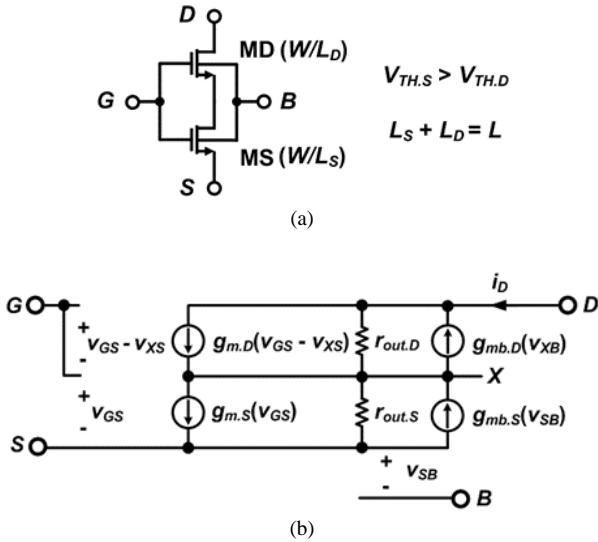 D
MD (W/L_D)
V_TH.S > V_TH.D
G
B
L_S + L_D = L
MS (W/L_S)
S
(a)
i_D
G
D
+
v_GS - v_XS
-
g_m.D(v_GS - v_XS)
r_out.D
g_mb.D(v_XB)
X
+
v_GS
-
g_m.S(v_GS)
r_out.S
g_mb.S(v_SB)
S
+
v_SB
-
B
(b)